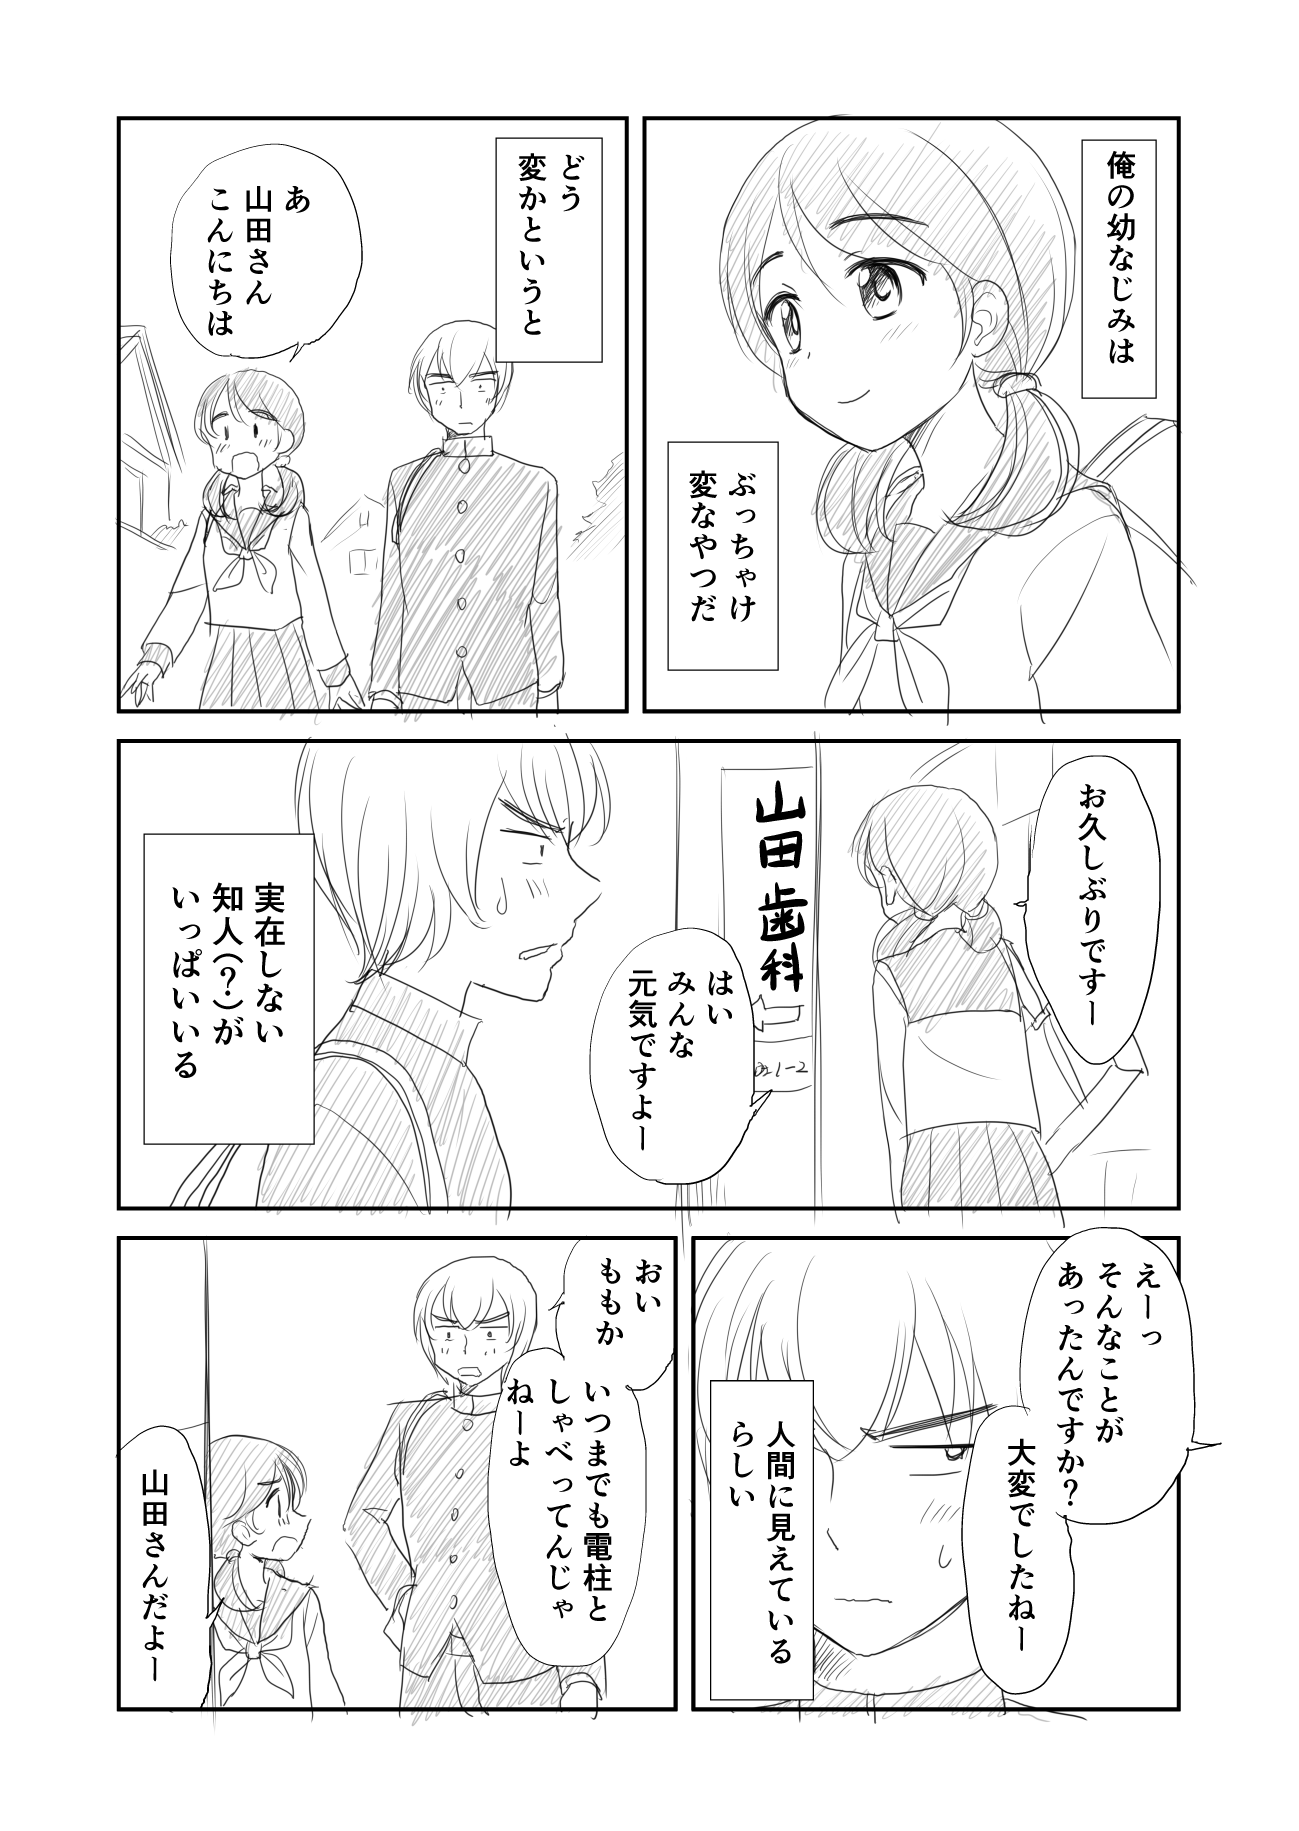 俺の幼なじみは
ぶっちゃけ
変なやつだ
どう
変かというと
あ
山田さん
こんにちは
お久しぶりですー
山田歯科
はい
みんな
元気ですよー
実在しない
知人(?)が
いっぱいいる
えーっ
そんなことが
あったんですか?
大変でしたねー
人間に見えている
らしい
おい
ももか
いつまでも電柱と
しゃべってんじゃ
ねーよ
山田さんだよー